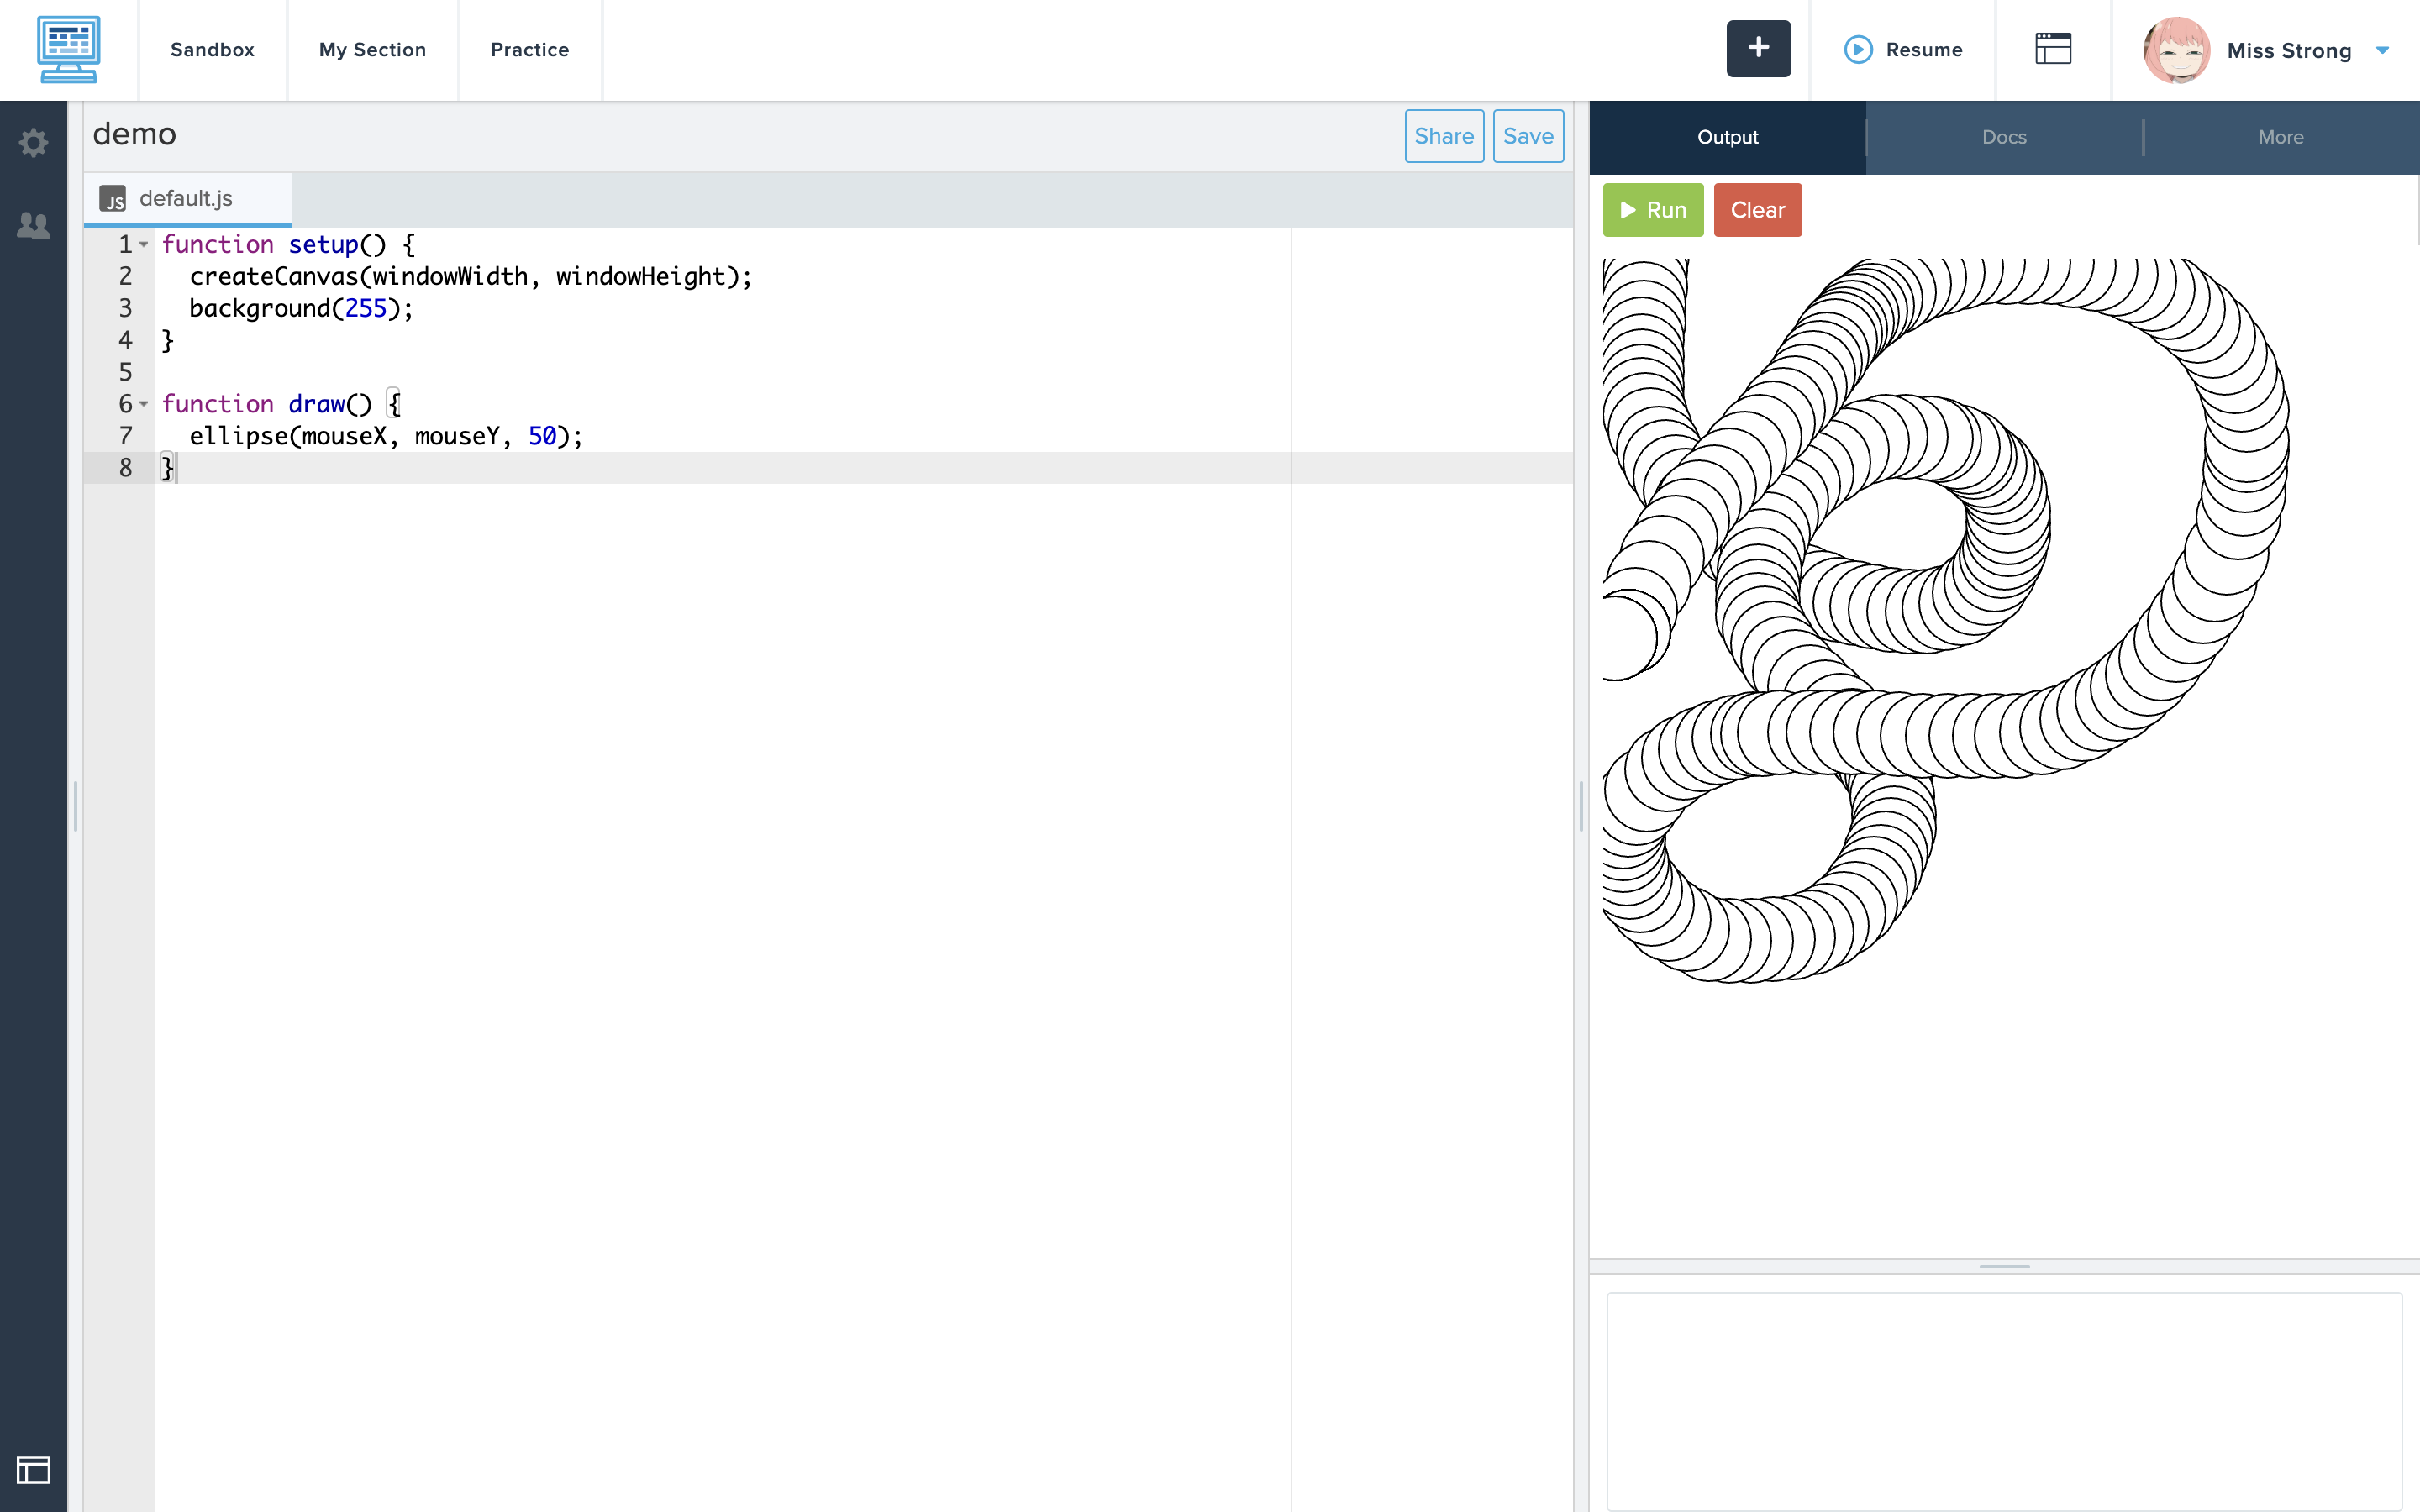 Sandbox My Section Practice + Resume Miss Strong
demo Share Save Output Docs More
JS default.js Run Clear
1 function setup() {
2 createCanvas(windowWidth, windowHeight);
3 background(255);
4 }
5
6 function draw() {
7 ellipse(mouseX, mouseY, 50);
8 }